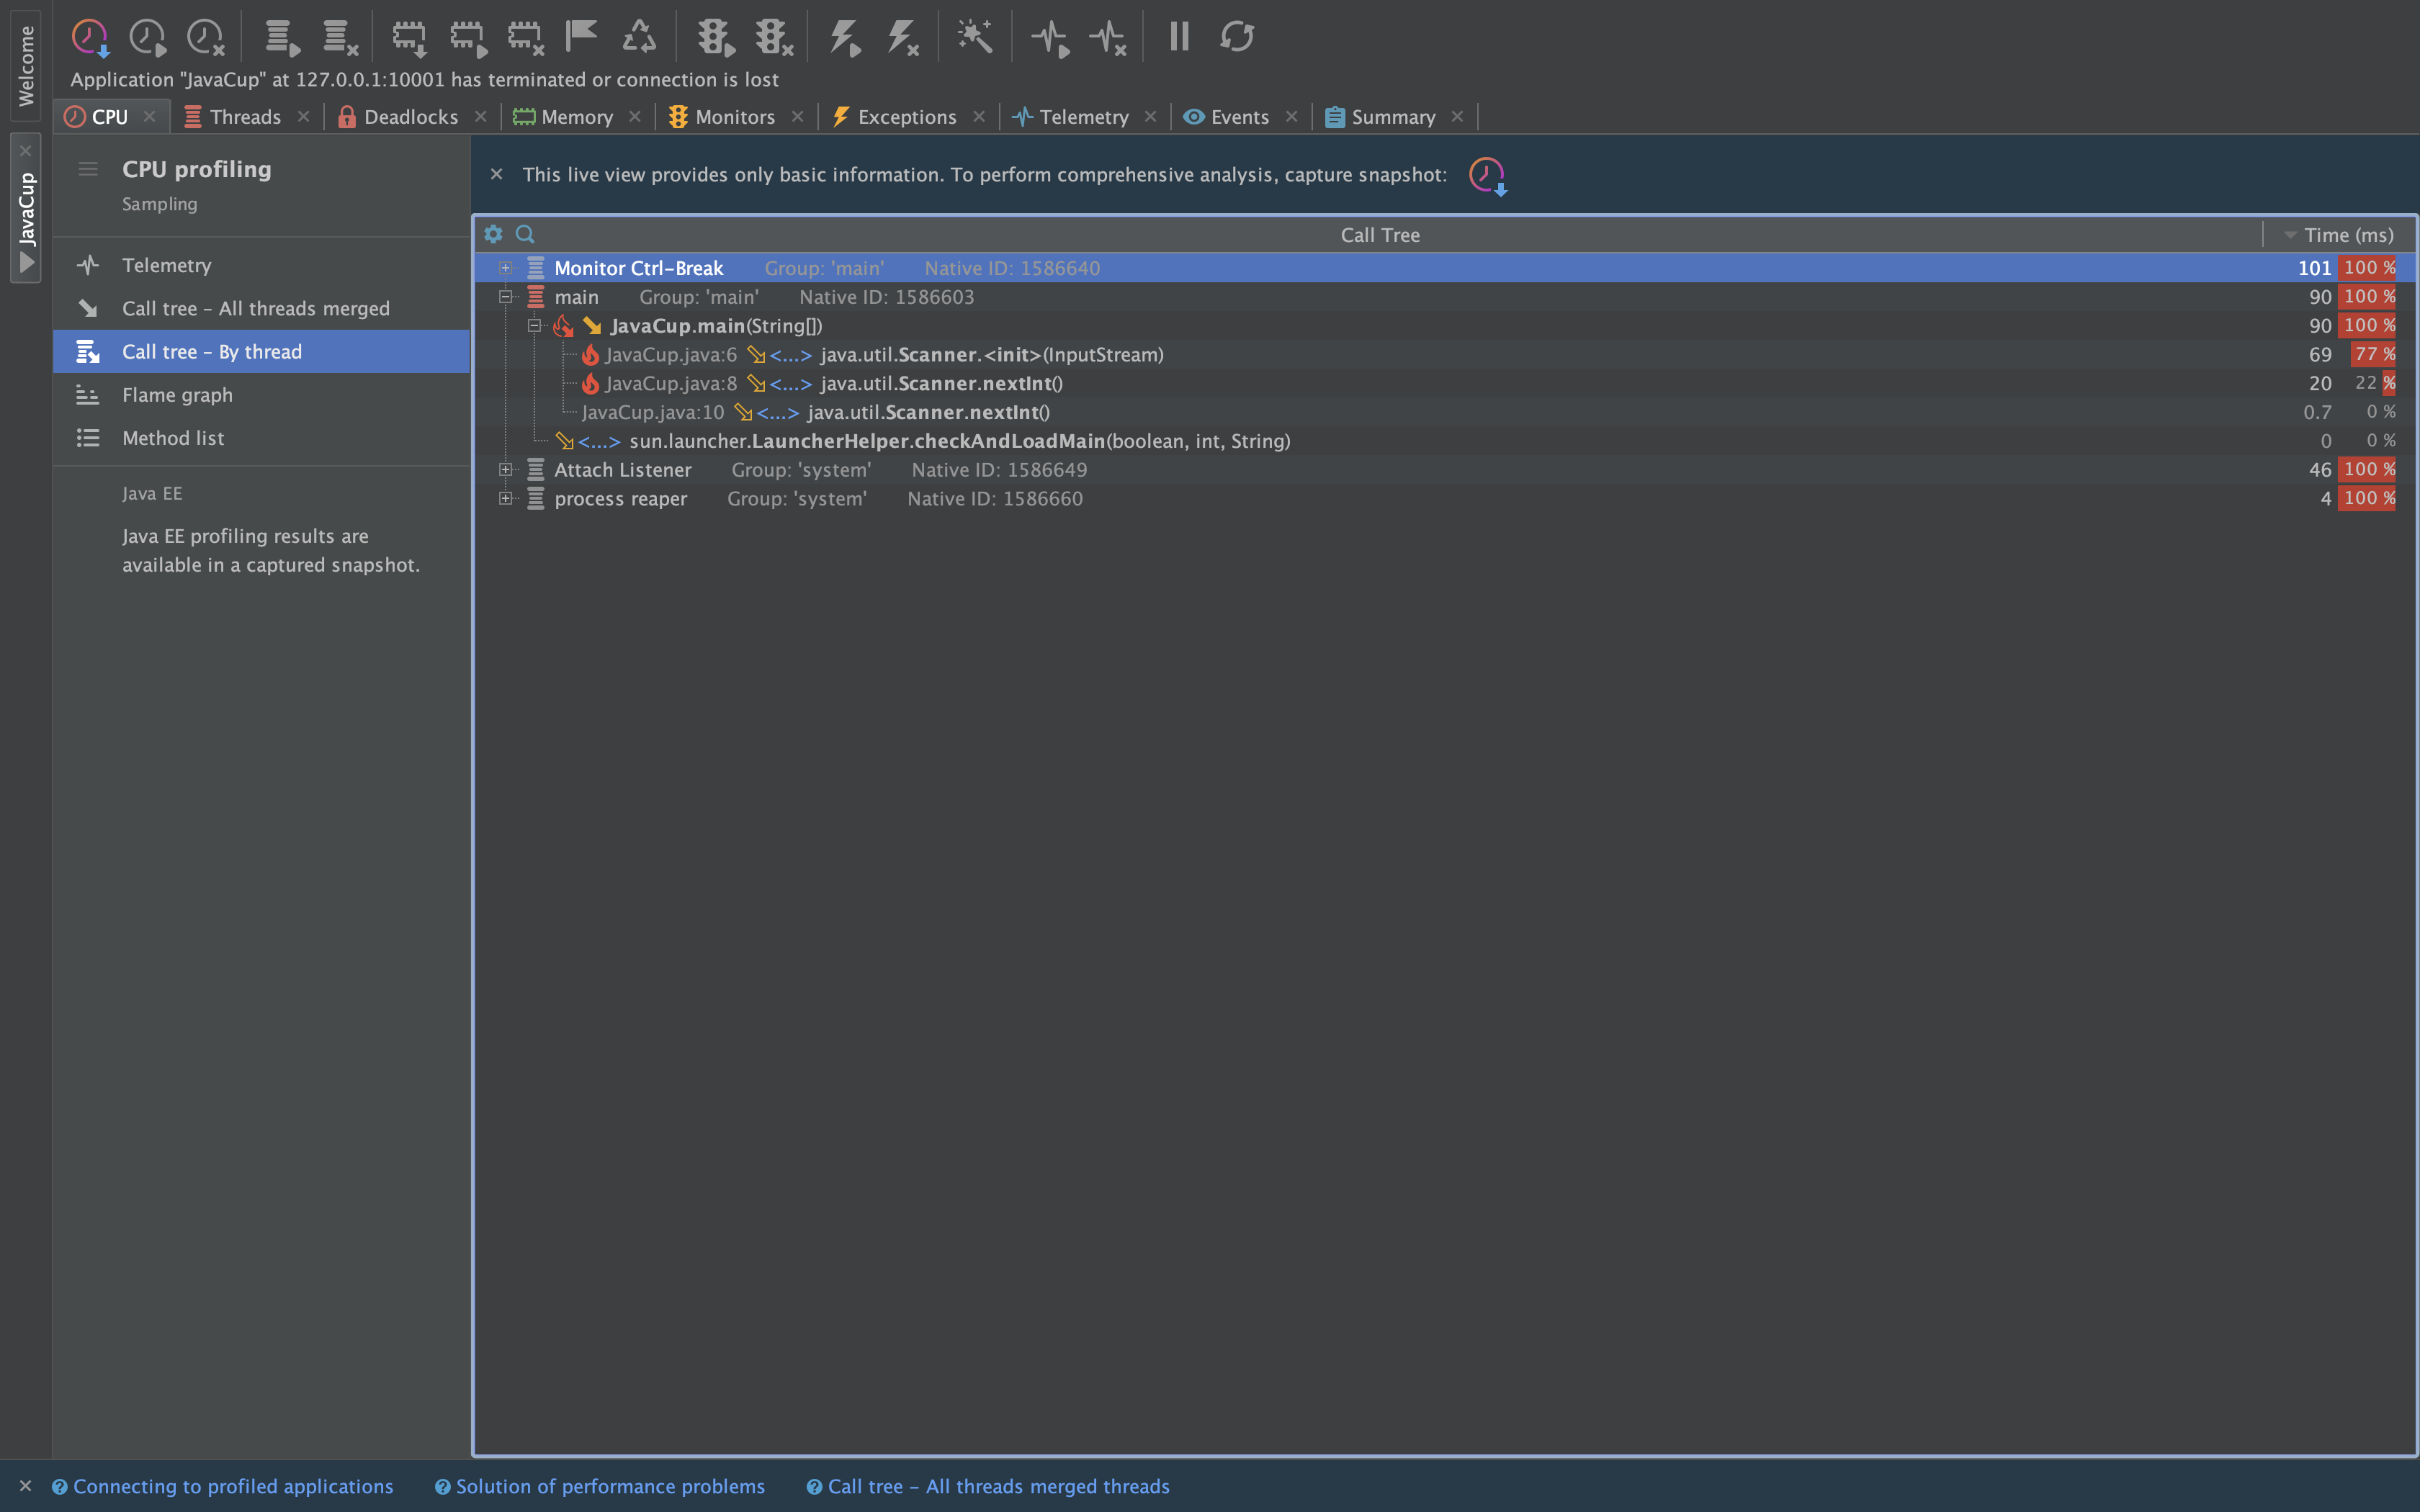 Welcome
JavaCup
Application "JavaCup" at 127.0.0.1:10001 has terminated or connection is lost
CPU Threads Deadlocks Memory Monitors Exceptions Telemetry Events Summary
CPU profiling
Sampling
Telemetry
Call tree – All threads merged
Call tree – By thread
Flame graph
Method list
Java EE
Java EE profiling results are
available in a captured snapshot.
This live view provides only basic information. To perform comprehensive analysis, capture snapshot:
Call Tree Time (ms)
Monitor Ctrl-Break Group: 'main' Native ID: 1586640 101 100 %
main Group: 'main' Native ID: 1586603 90 100 %
JavaCup.main(String[]) 90 100 %
JavaCup.java:6 <...> java.util.Scanner.<init>(InputStream) 69 77 %
JavaCup.java:8 <...> java.util.Scanner.nextInt() 20 22 %
JavaCup.java:10 <...> java.util.Scanner.nextInt() 0.7 0 %
<...> sun.launcher.LauncherHelper.checkAndLoadMain(boolean, int, String) 0 0 %
Attach Listener Group: 'system' Native ID: 1586649 46 100 %
process reaper Group: 'system' Native ID: 1586660 4 100 %
Connecting to profiled applications Solution of performance problems Call tree – All threads merged threads